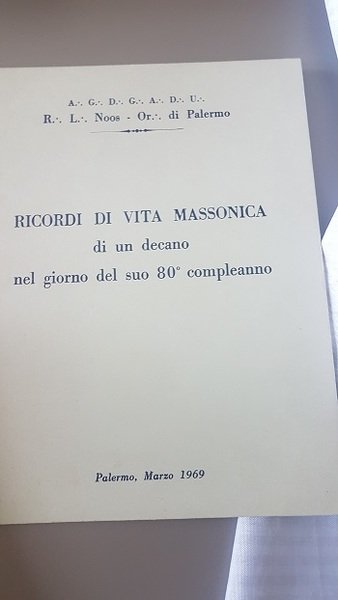 A.·. G.·. D.·. G.·. A.·. D.·. U.·.
R.·. L.·. Noos - Or.·. di Palermo
RICORDI DI VITA MASSONICA
di un decano
nel giorno del suo 80° compleanno
Palermo, Marzo 1969